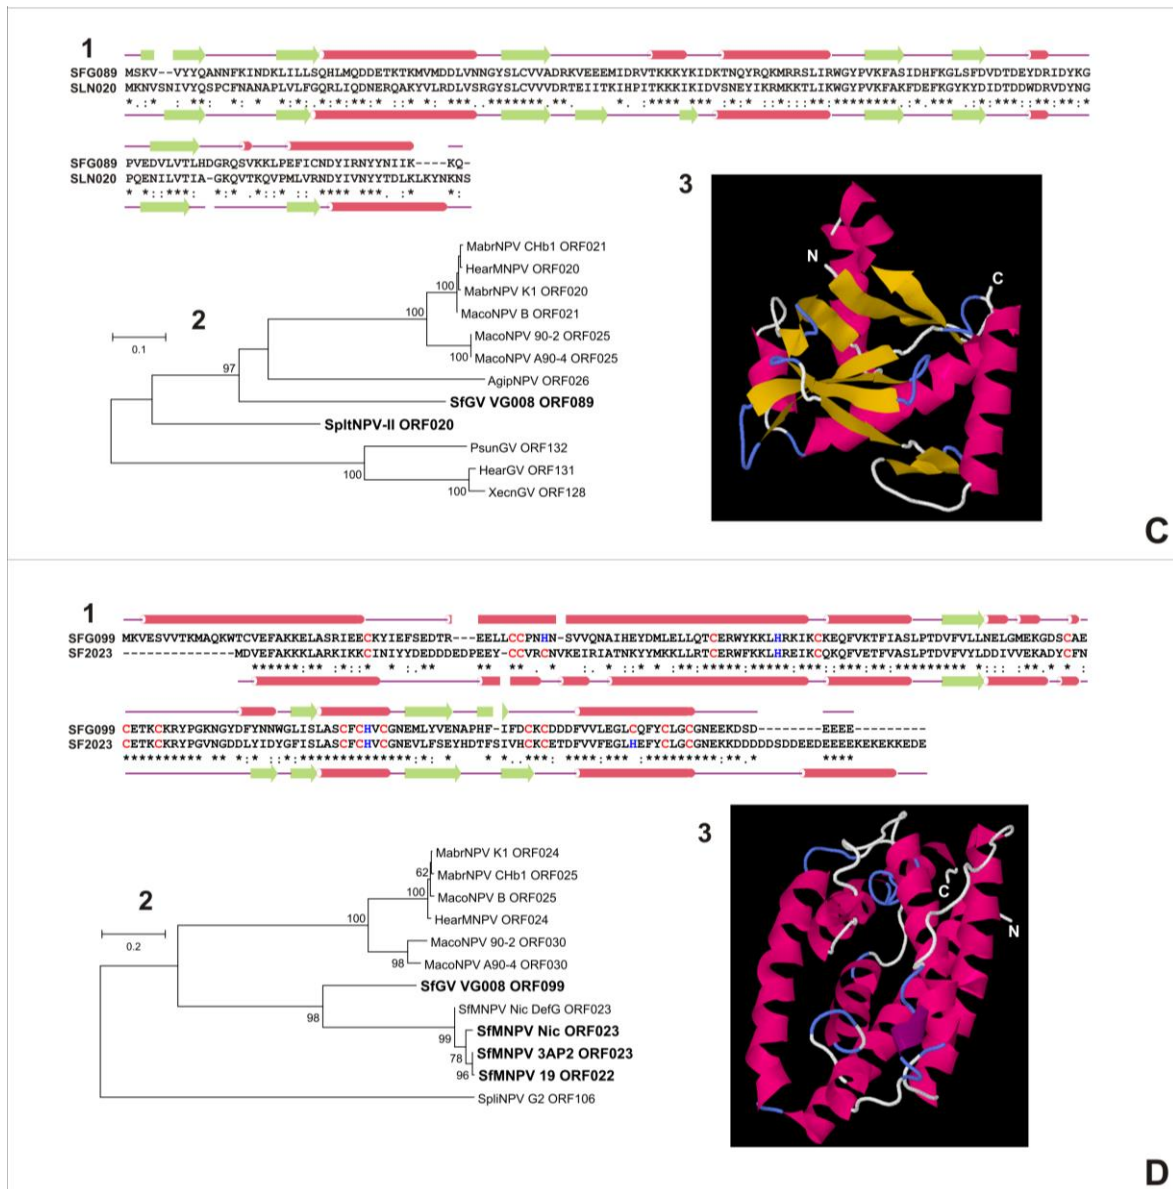 1
SFG089 MSKV--VYYQANNFKINDKLILLSQHLMQDDETKTKMVMDDLVNNGYSLCVVADRKVEEEMIDRVTKKKYKIDKTNQYRQKMRRSLIRWGYPVKFASIDHFKGLSFDVDTDEYDRIDYKG
SLN020 MKNVSNIVYQSPCFNANAPLVLFGQRLIQDNERQAKYVLRDLVSRGYSLCVVVDRTEIITKIHPITKKKIKIDVSNEYIKRMKKTLIKWGYPVKFAKFDEFKGYKYDIDTDDWDRVDYNG
SFG089 PVEDVLVTLHDGRQSVKKLPEFICNDYIRNYYNIIK----KQ-
SLN020 PQENILVTIA-GKQVTKQVPMLVRNDYIVNYYTDLKLKYNKNS
2
0.1
MabrNPV CHb1 ORF021
HearMNPV ORF020
100
MabrNPV K1 ORF020
MacoNPV B ORF021
100
MacoNPV 90-2 ORF025
100
MacoNPV A90-4 ORF025
97
AgipNPV ORF026
SfGV VG008 ORF089
SpltNPV-II ORF020
PsunGV ORF132
100
HearGV ORF131
100
XecnGV ORF128
3
N
C
C
1
SFG099 MKVESVVTKMAQKWTCVEFAKKELASRIEECKYIEFSEDTR---EELLCCPNHN-SVVQNAIHEYDMLELLQTCERWYKKLHRKIKCKEQFVKTFIASLPTDVFVLLNELGMEKGDSCAE
SF2023 --------------MDVEFAKKKLARKIKKCINIYYDEDDDEDPEEY-CCVRCNVKEIRIATNKYYMKKLLRTCERWFKKLHREIKCQKQFVETFVASLPTDVFVYLDDIVVEKADYCFN
SFG099 CETKCKRYPGKNGYDFYNNWGLISLASCFCHVCGNEMLYVENAPHF-IFDCKCDDDFVVLEGLCQFYCLGCGNEEKDSD--------EEEE
SF2023 CETKCKRYPGVNGDDLYIDYGFISLASCFCHVCGNEVLFSEYHDTFSIVHCKCETDFVVFEGLHEFYCLGCGNEKKDDDDDSDDEEDEEEEKEKEKKEDE
2
0.2
MabrNPV K1 ORF024
62
MabrNPV CHb1 ORF025
100
MacoNPV B ORF025
HearMNPV ORF024
100
MacoNPV 90-2 ORF030
98
MacoNPV A90-4 ORF030
SfGV VG008 ORF099
98
SfMNPV Nic DefG ORF023
99
SfMNPV Nic ORF023
78
SfMNPV 3AP2 ORF023
96
SfMNPV 19 ORF022
SpliNPV G2 ORF106
3
C
N
D